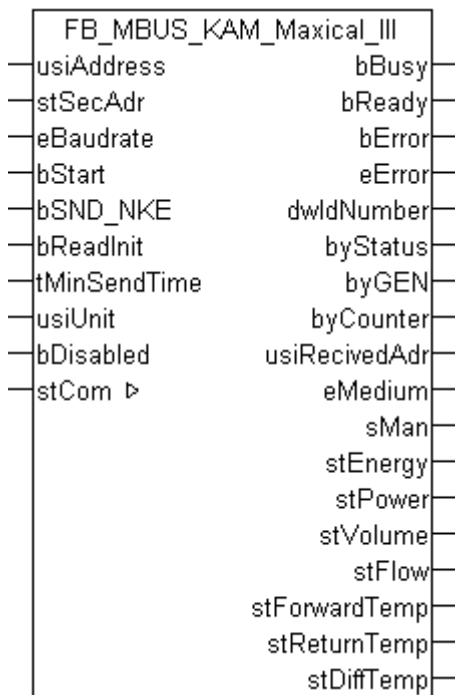 FB_MBUS_KAM_Maxical_III
usiAddress bBusy
stSecAdr bReady
eBaudrate bError
bStart eError
bSND_NKE dwIdNumber
bReadInit byStatus
tMinSendTime byGEN
usiUnit byCounter
bDisabled usiRecivedAdr
stCom ▷ eMedium
sMan
stEnergy
stPower
stVolume
stFlow
stForwardTemp
stReturnTemp
stDiffTemp